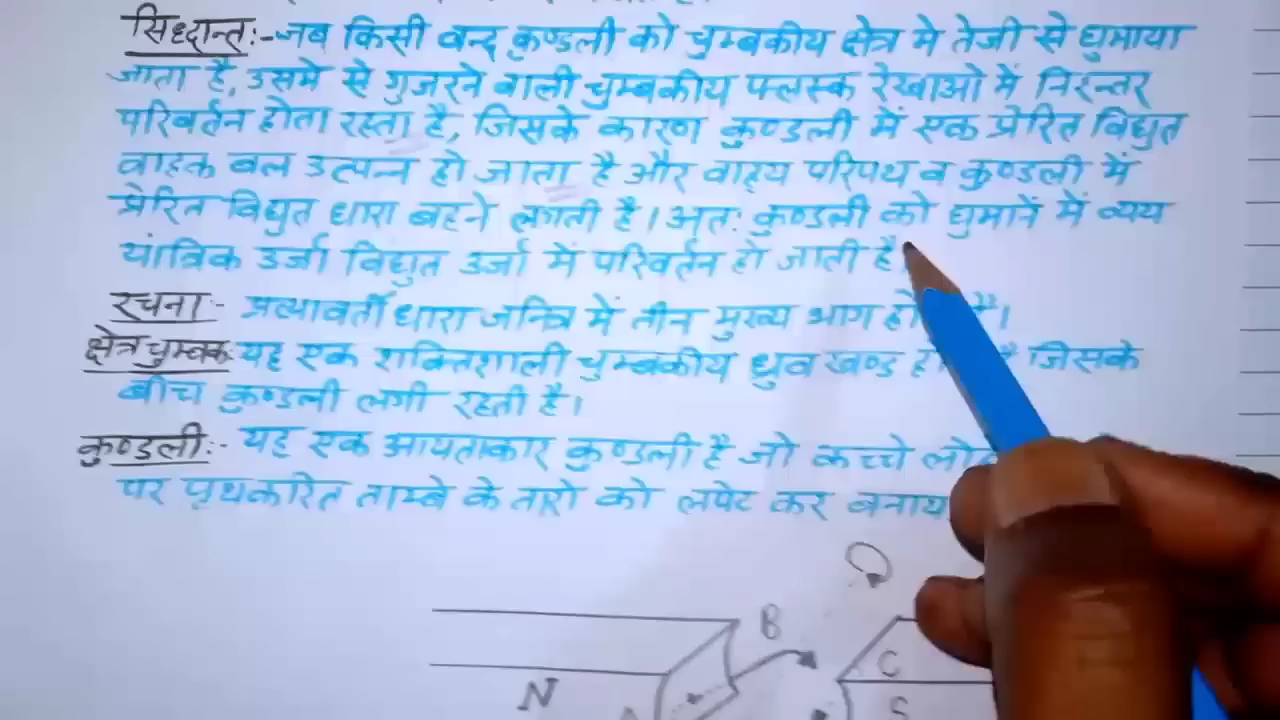 सिध्दान्तः- जब किसी बन्द कुण्डली को चुम्बकीय क्षेत्र मे तेजी से घुमाया
जाता है, उसमे से गुजरने वाली चुम्बकीय फ्लस्क रेखाओ में निरन्तर
परिवर्तन होता रहता है, जिसके कारण कुण्डली में एक प्रेरित विद्युत
वाहक बल उत्पन्न हो जाता है और वाह्य परिपथ व कुण्डली में
प्रेरित विद्युत धारा बहने लगती है। अतः कुण्डली को घुमानें में व्यय
यांत्रिक उर्जा विद्युत उर्जा में परिवर्तन हो जाती है।
रचनाः- प्रत्यावर्ती धारा जनित्र में तीन मुख्य भाग है।
क्षेत्र चुम्बकः यह एक शक्तिशाली चुम्बकीय ध्रुव खण्ड जिसके
बीच कुण्डली लगी रहती है।
कुण्डलीः- यह एक आयताकार कुण्डली है जो कच्चे
पर पृथकरित ताम्बे के तारो को लपेट कर
B
C
N
S